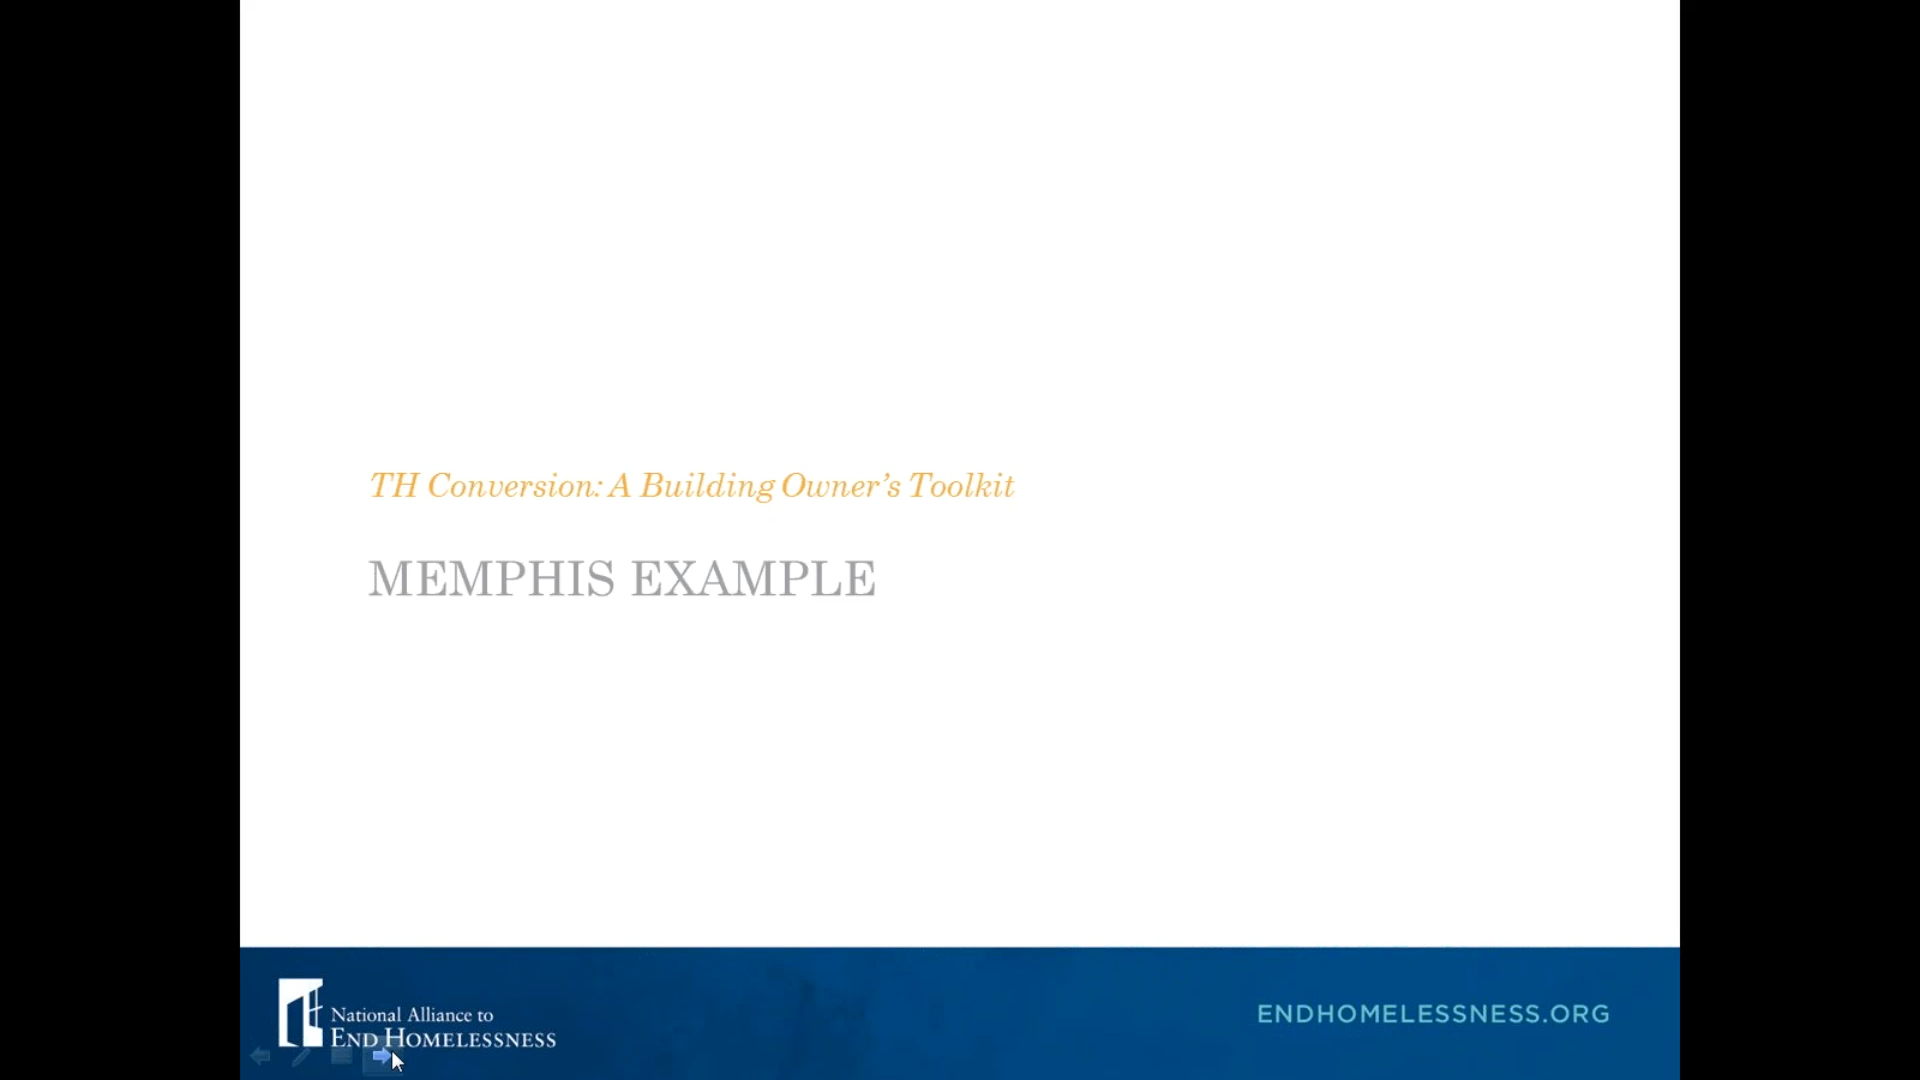 TH Conversion: A Building Owner’s Toolkit
MEMPHIS EXAMPLE
National Alliance to
END HOMELESSNESS
ENDHOMELESSNESS.ORG